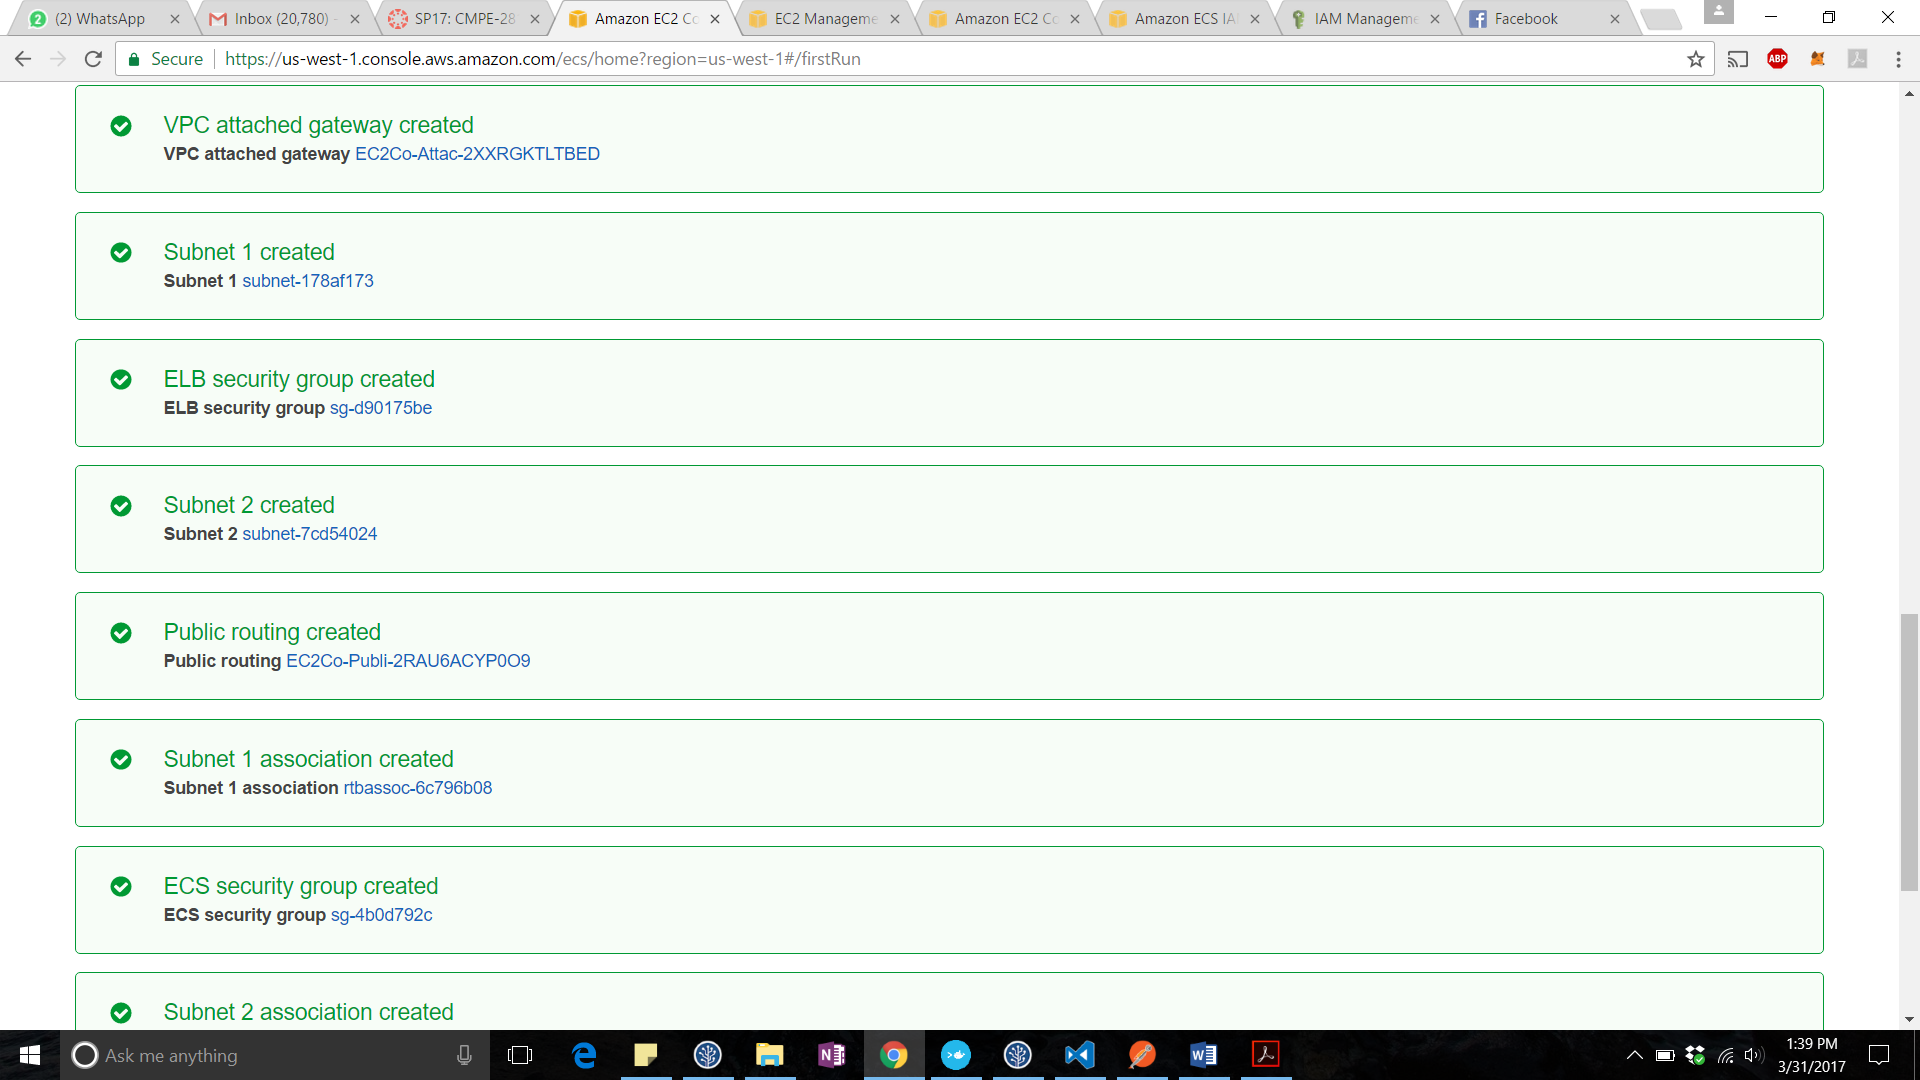 (2) WhatsApp
Inbox (20,780) -
SP17: CMPE-28
Amazon EC2 Co
EC2 Manageme
Amazon EC2 Co
Amazon ECS IA
IAM Manageme
Facebook
Secure
https://us-west-1.console.aws.amazon.com/ecs/home?region=us-west-1#/firstRun
ABP
VPC attached gateway created
VPC attached gateway EC2Co-Attac-2XXRGKTLTBED
Subnet 1 created
Subnet 1 subnet-178af173
ELB security group created
ELB security group sg-d90175be
Subnet 2 created
Subnet 2 subnet-7cd54024
Public routing created
Public routing EC2Co-Publi-2RAU6ACYP0O9
Subnet 1 association created
Subnet 1 association rtbassoc-6c796b08
ECS security group created
ECS security group sg-4b0d792c
Subnet 2 association created
Ask me anything
1:39 PM
3/31/2017